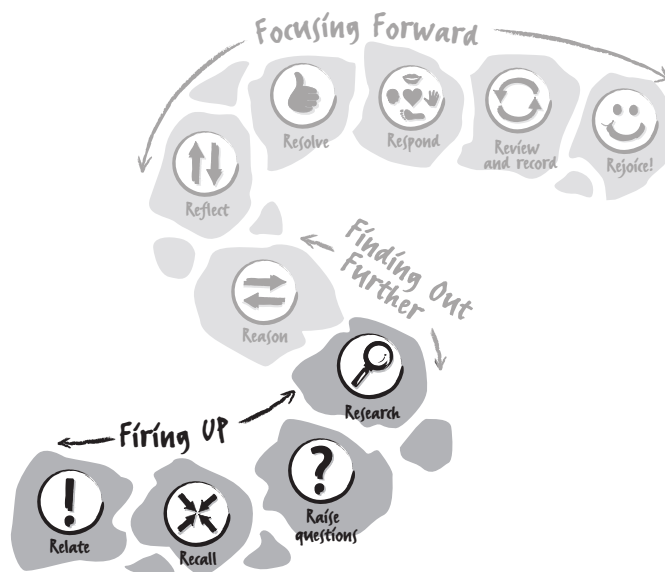 Focusing Forward
Resolve
Respond
Review
and record
Rejoice!
Reflect
Finding Out
Further
Reason
Research
Firing UP
Raise
questions
Relate
Recall
!
?